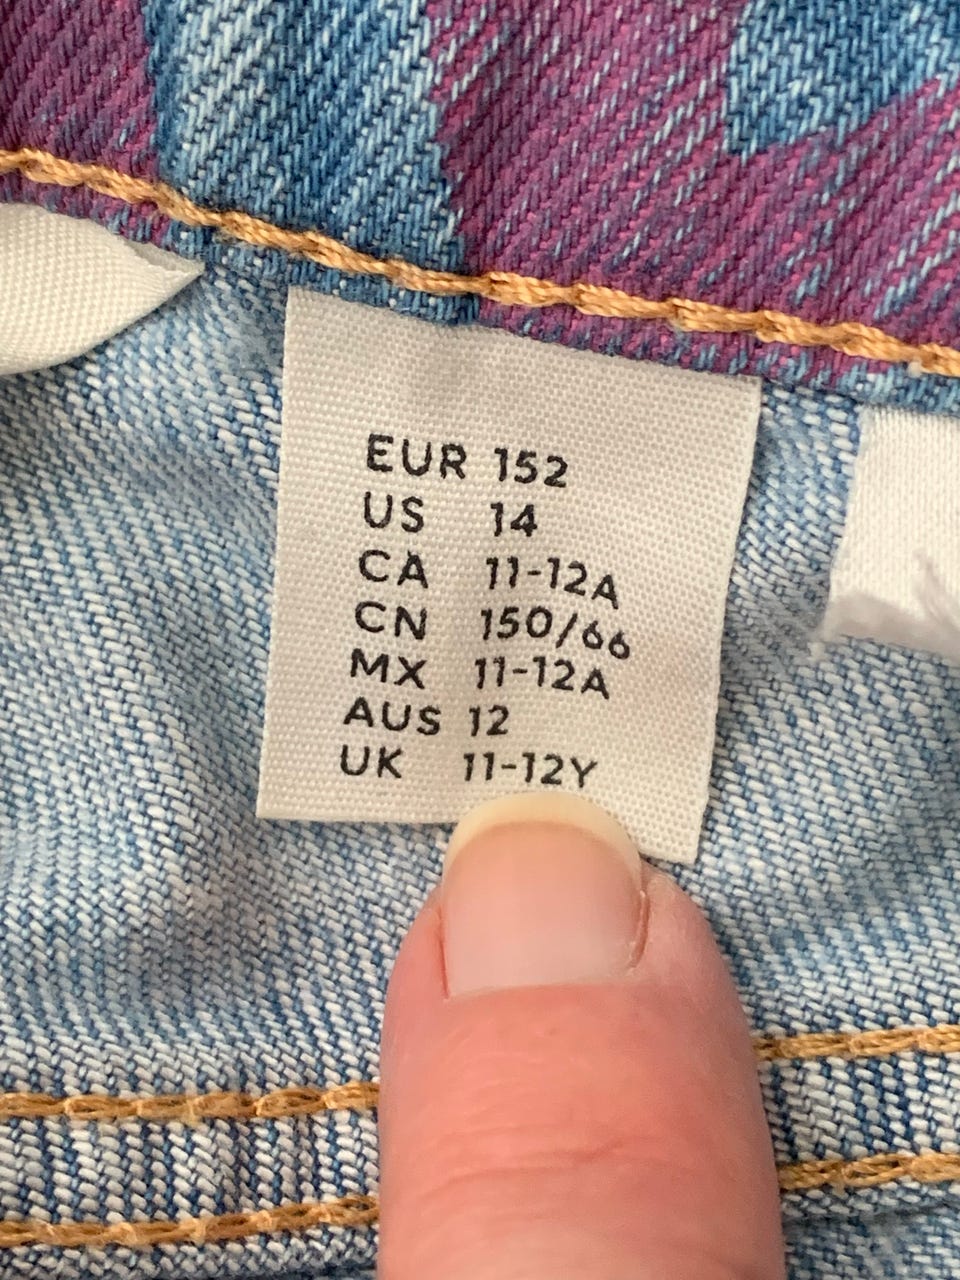 EUR 152
US 14
CA 11-12A
CN 150/66
MX 11-12A
AUS 12
UK 11-12Y